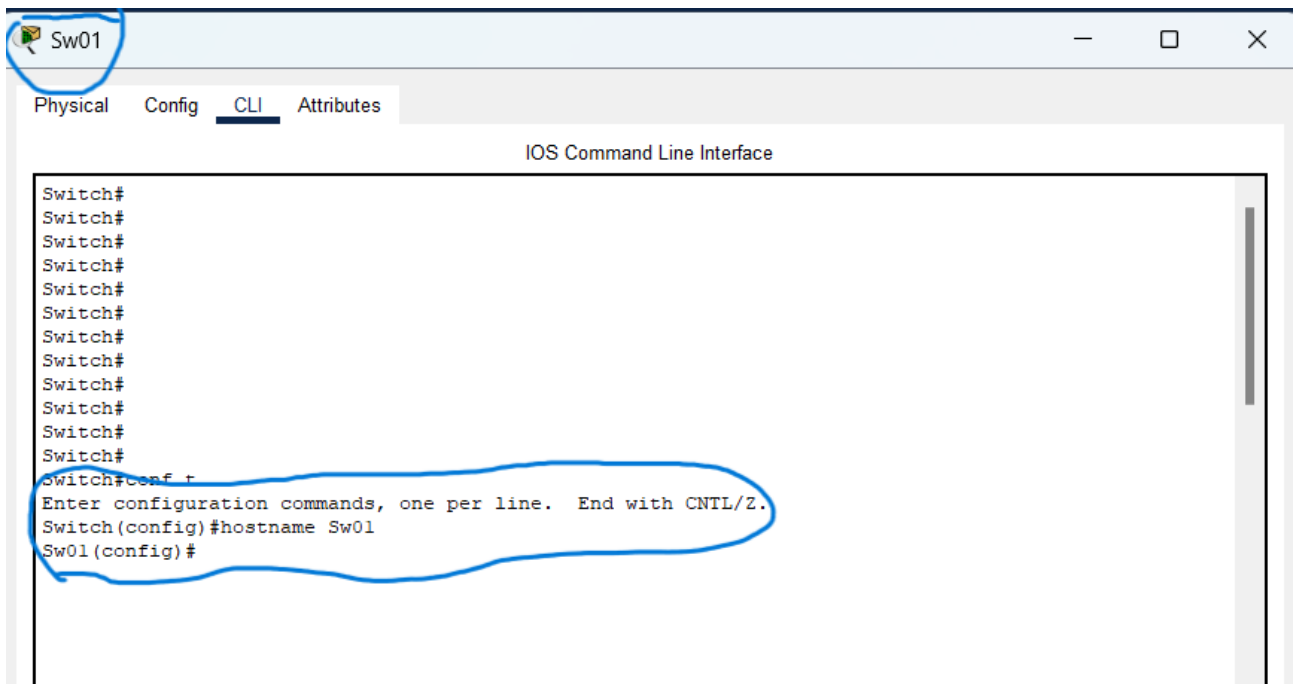 Sw01
Physical Config CLI Attributes
IOS Command Line Interface
Switch#
Switch#
Switch#
Switch#
Switch#
Switch#
Switch#
Switch#
Switch#
Switch#
Switch#
Switch#
Switch#conf t
Enter configuration commands, one per line.  End with CNTL/Z.
Switch(config)#hostname Sw01
Sw01(config)#